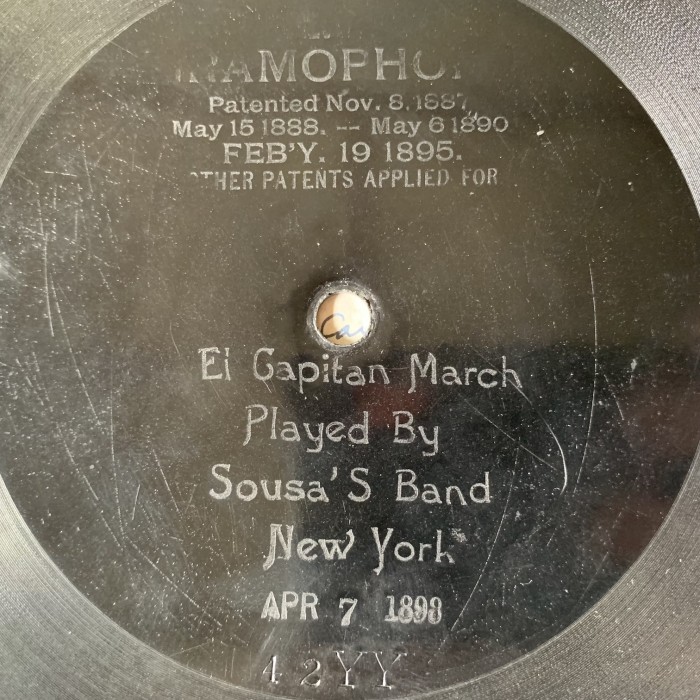 RAMOPHO
Patented Nov. 8, 1887,
May 15 1888. -- May 6 1890
FEB'Y. 19 1895.
OTHER PATENTS APPLIED FOR
El Capitan March
Played By
Sousa'S Band
New York
APR 7 1898
42YY